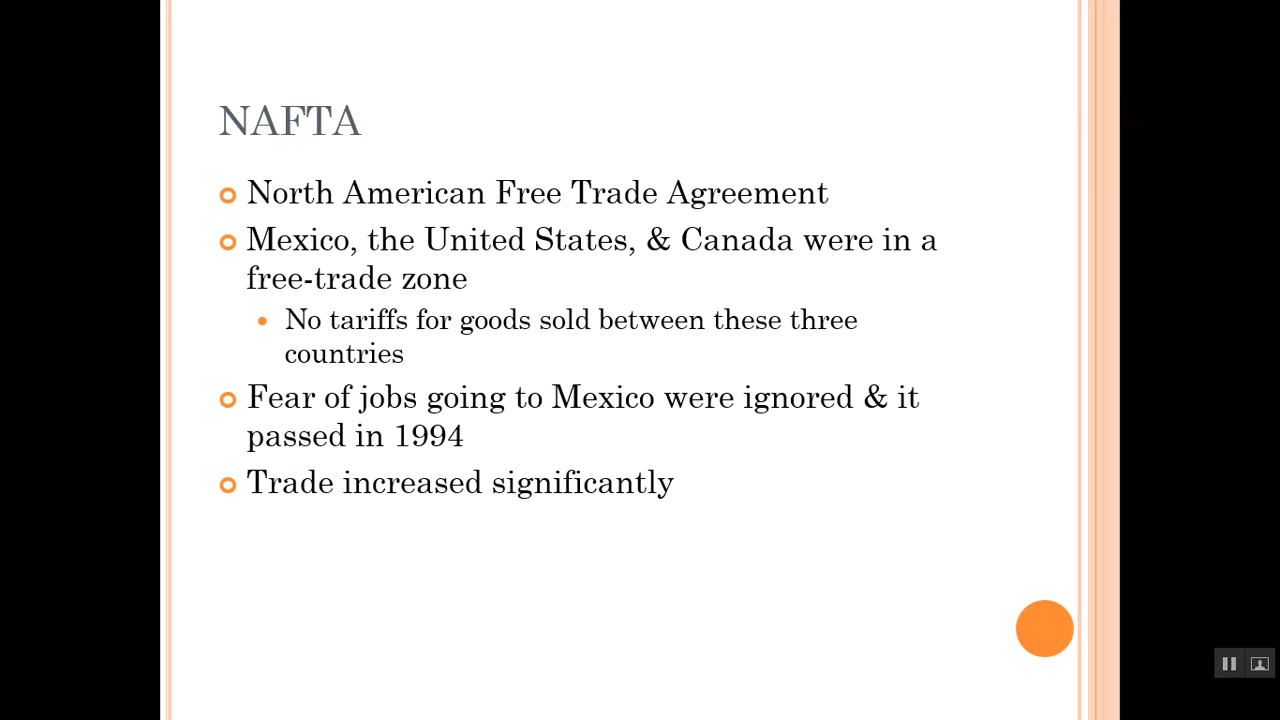 NAFTA
North American Free Trade Agreement
Mexico, the United States, & Canada were in a
free-trade zone
No tariffs for goods sold between these three
countries
Fear of jobs going to Mexico were ignored & it
passed in 1994
Trade increased significantly